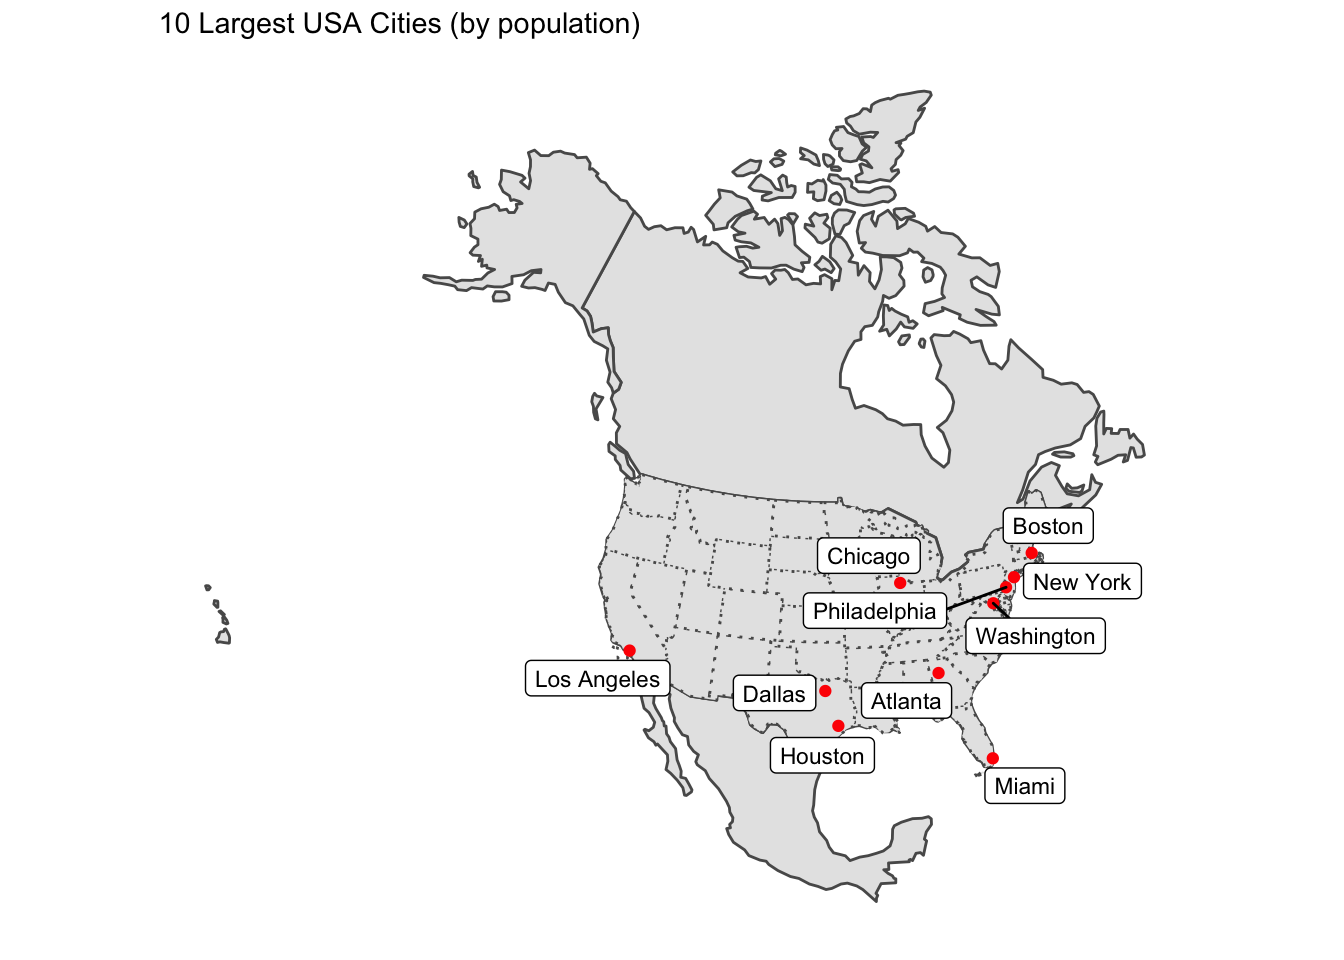 10 Largest USA Cities (by population)
Boston
Chicago
New York
Philadelphia
Washington
Los Angeles
Dallas
Atlanta
Houston
Miami